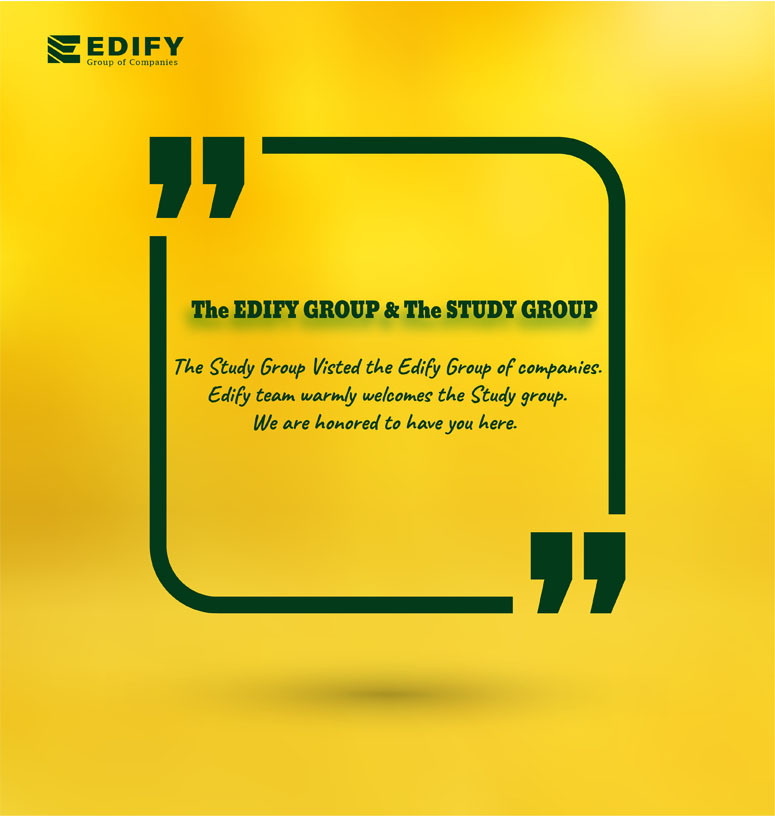 EDIFY
Group of Companies
The EDIFY GROUP & The STUDY GROUP
The Study Group Visted the Edify Group of companies.
Edify team warmly welcomes the Study group.
We are honored to have you here.